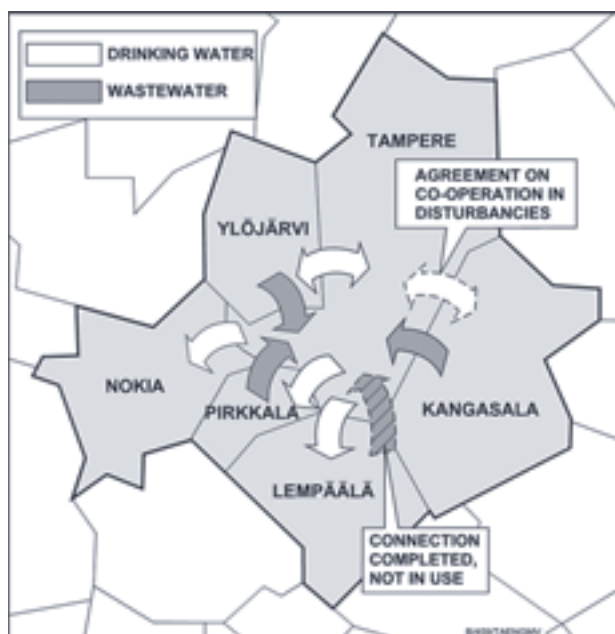 DRINKING WATER
WASTEWATER
TAMPERE
AGREEMENT ON
CO-OPERATION IN
DISTURBANCIES
YLÖJÄRVI
NOKIA
PIRKKALA
KANGASALA
LEMPÄÄLÄ
CONNECTION
COMPLETED,
NOT IN USE